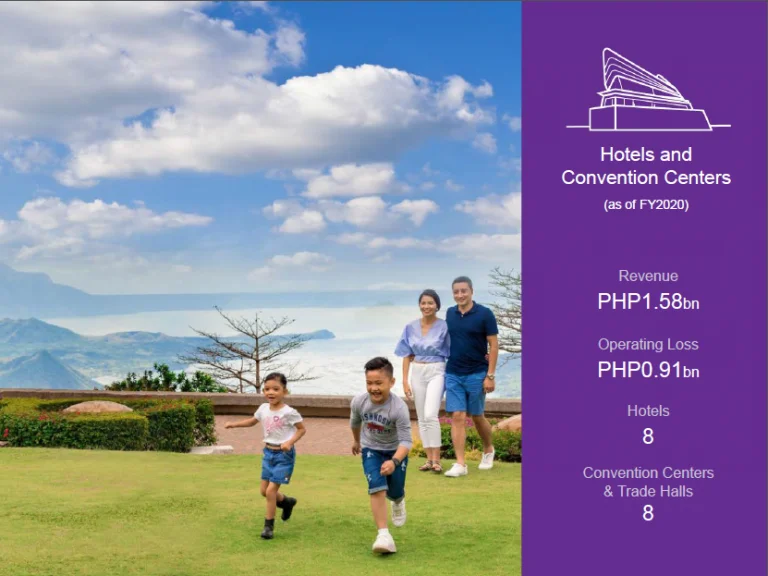 Hotels and
Convention Centers
(as of FY2020)
Revenue
PHP1.58bn
Operating Loss
PHP0.91bn
Hotels
8
Convention Centers
& Trade Halls
8